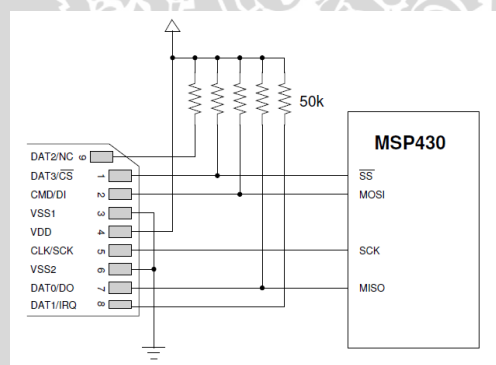 50k
MSP430
DAT2/NC 9
DAT3/CS 1 SS
CMD/DI 2 MOSI
VSS1 3
VDD 4
CLK/SCK 5 SCK
VSS2 6
DAT0/DO 7 MISO
DAT1/IRQ 8